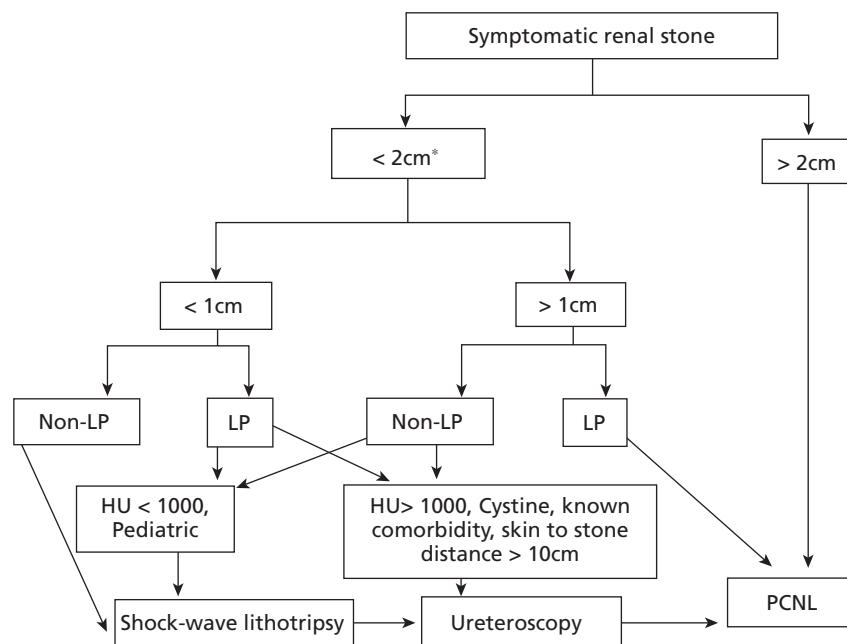 Symptomatic renal stone
< 2cm*
> 2cm
< 1cm
> 1cm
Non-LP
LP
Non-LP
LP
HU < 1000,
Pediatric
HU> 1000, Cystine, known
comorbidity, skin to stone
distance > 10cm
Shock-wave lithotripsy
Ureteroscopy
PCNL